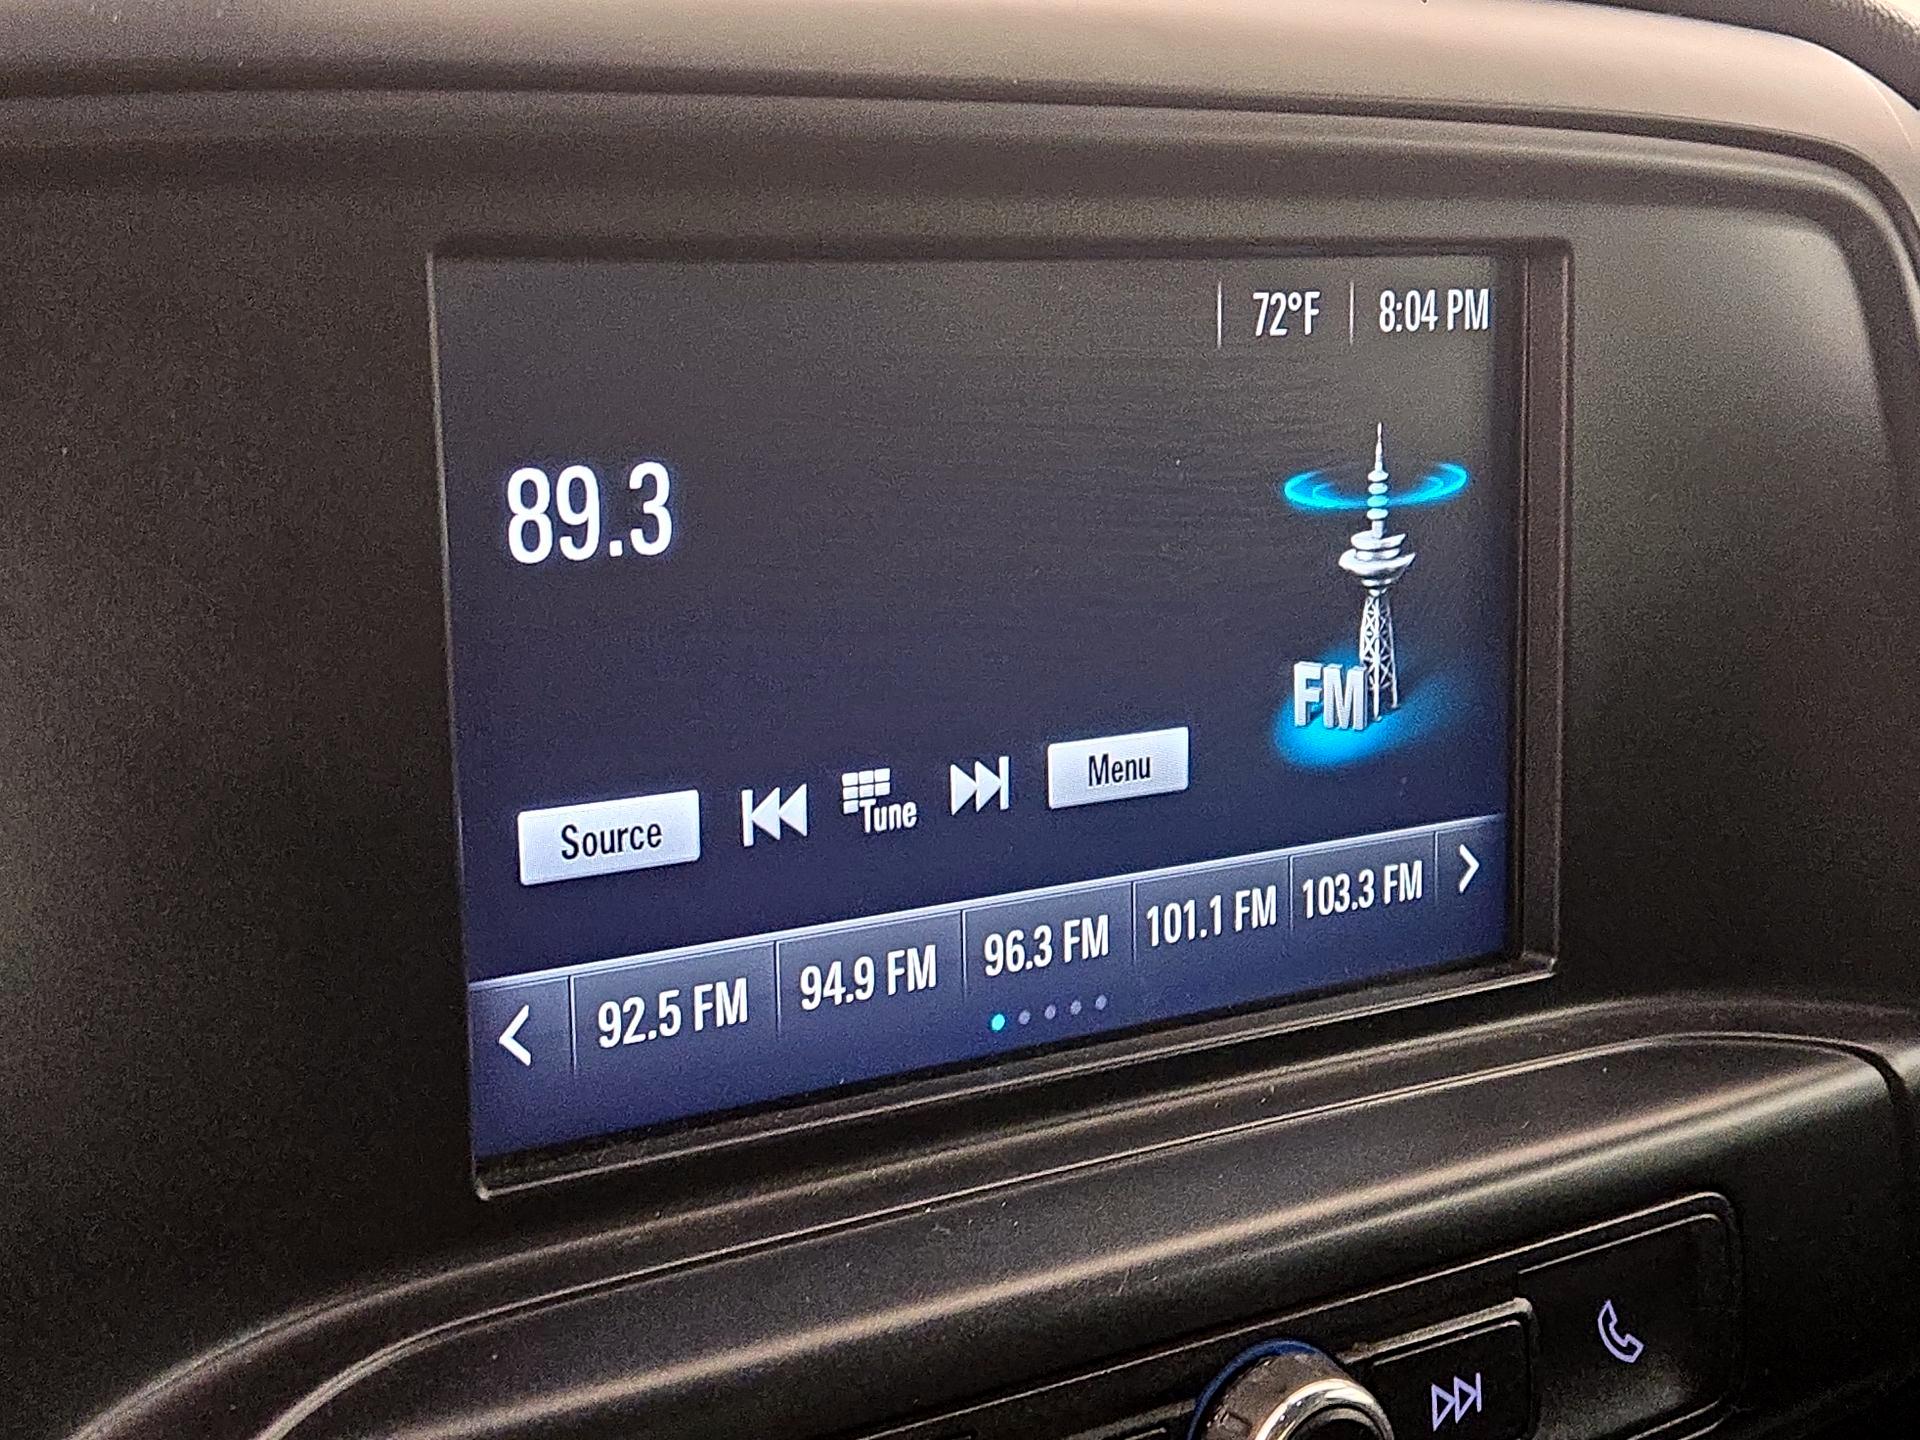 72°F 8:04 PM
89.3
FM
Source Tune Menu
92.5 FM 94.9 FM 96.3 FM 101.1 FM 103.3 FM